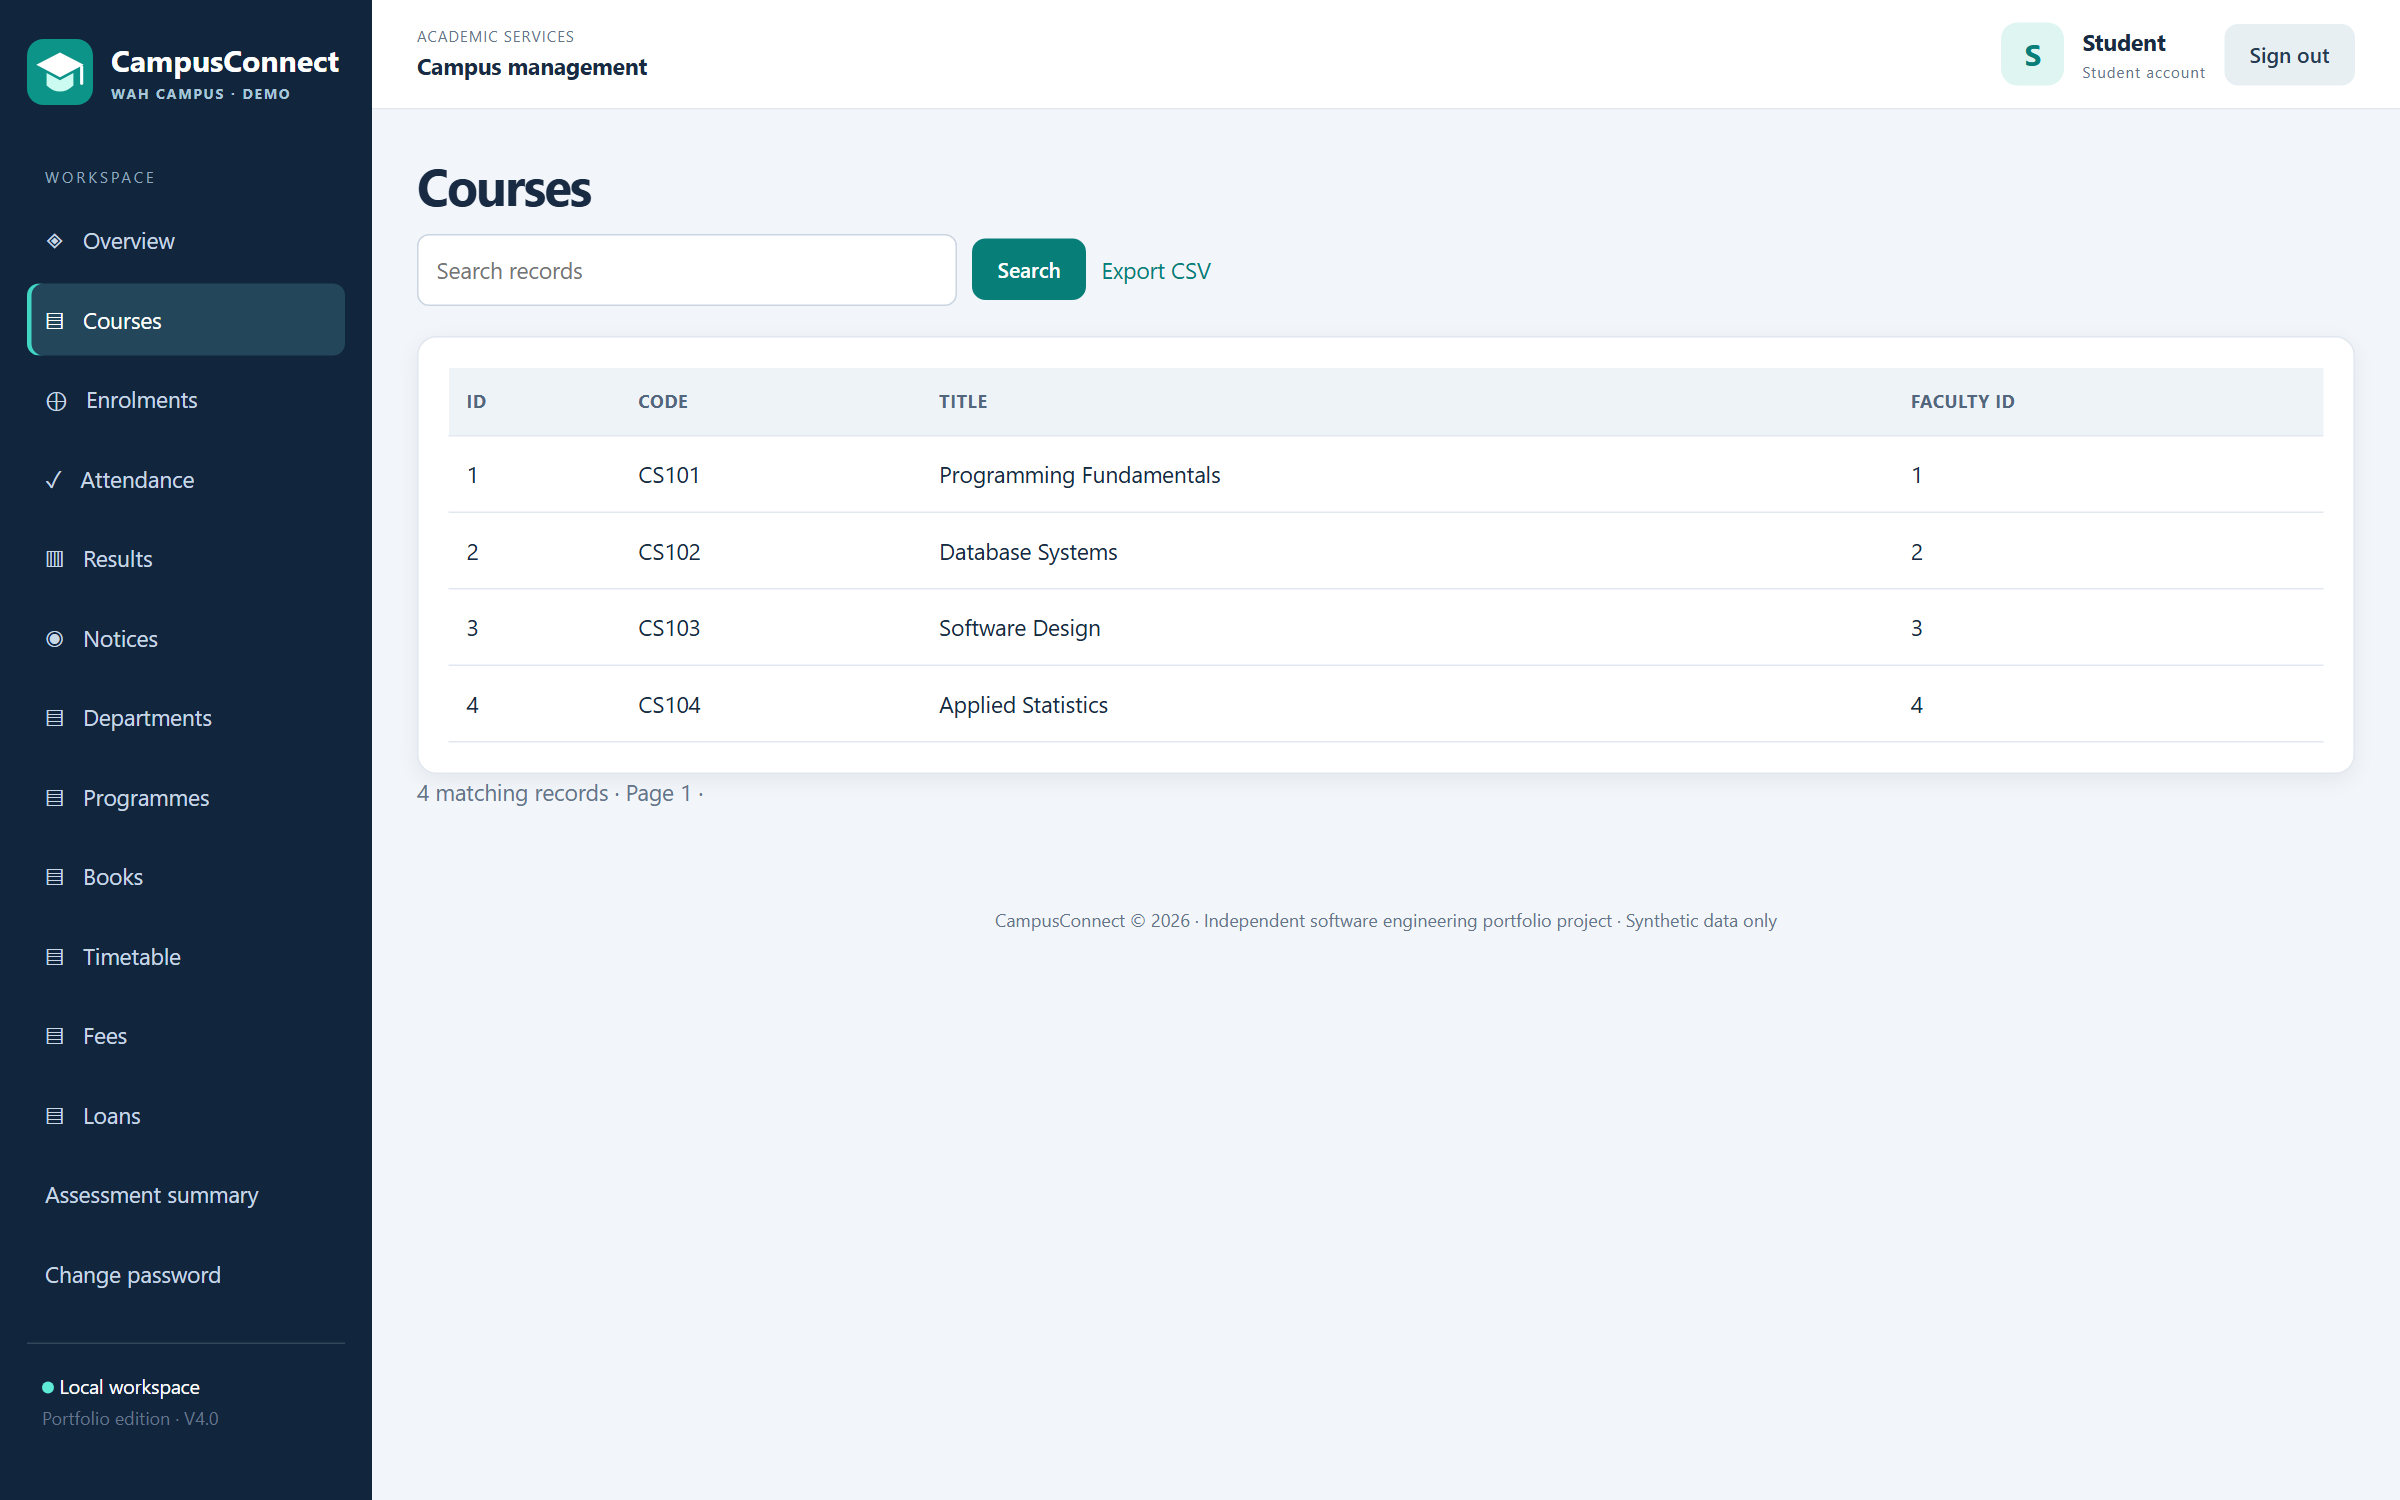 CampusConnect
WAH CAMPUS · DEMO
WORKSPACE
Overview
Courses
Enrolments
Attendance
Results
Notices
Departments
Programmes
Books
Timetable
Fees
Loans
Assessment summary
Change password
Local workspace
Portfolio edition · V4.0
ACADEMIC SERVICES
Campus management
S
Student
Student account
Sign out
Courses
Search records
Search
Export CSV
ID CODE TITLE FACULTY ID
1 CS101 Programming Fundamentals 1
2 CS102 Database Systems 2
3 CS103 Software Design 3
4 CS104 Applied Statistics 4
4 matching records · Page 1 ·
CampusConnect © 2026 · Independent software engineering portfolio project · Synthetic data only